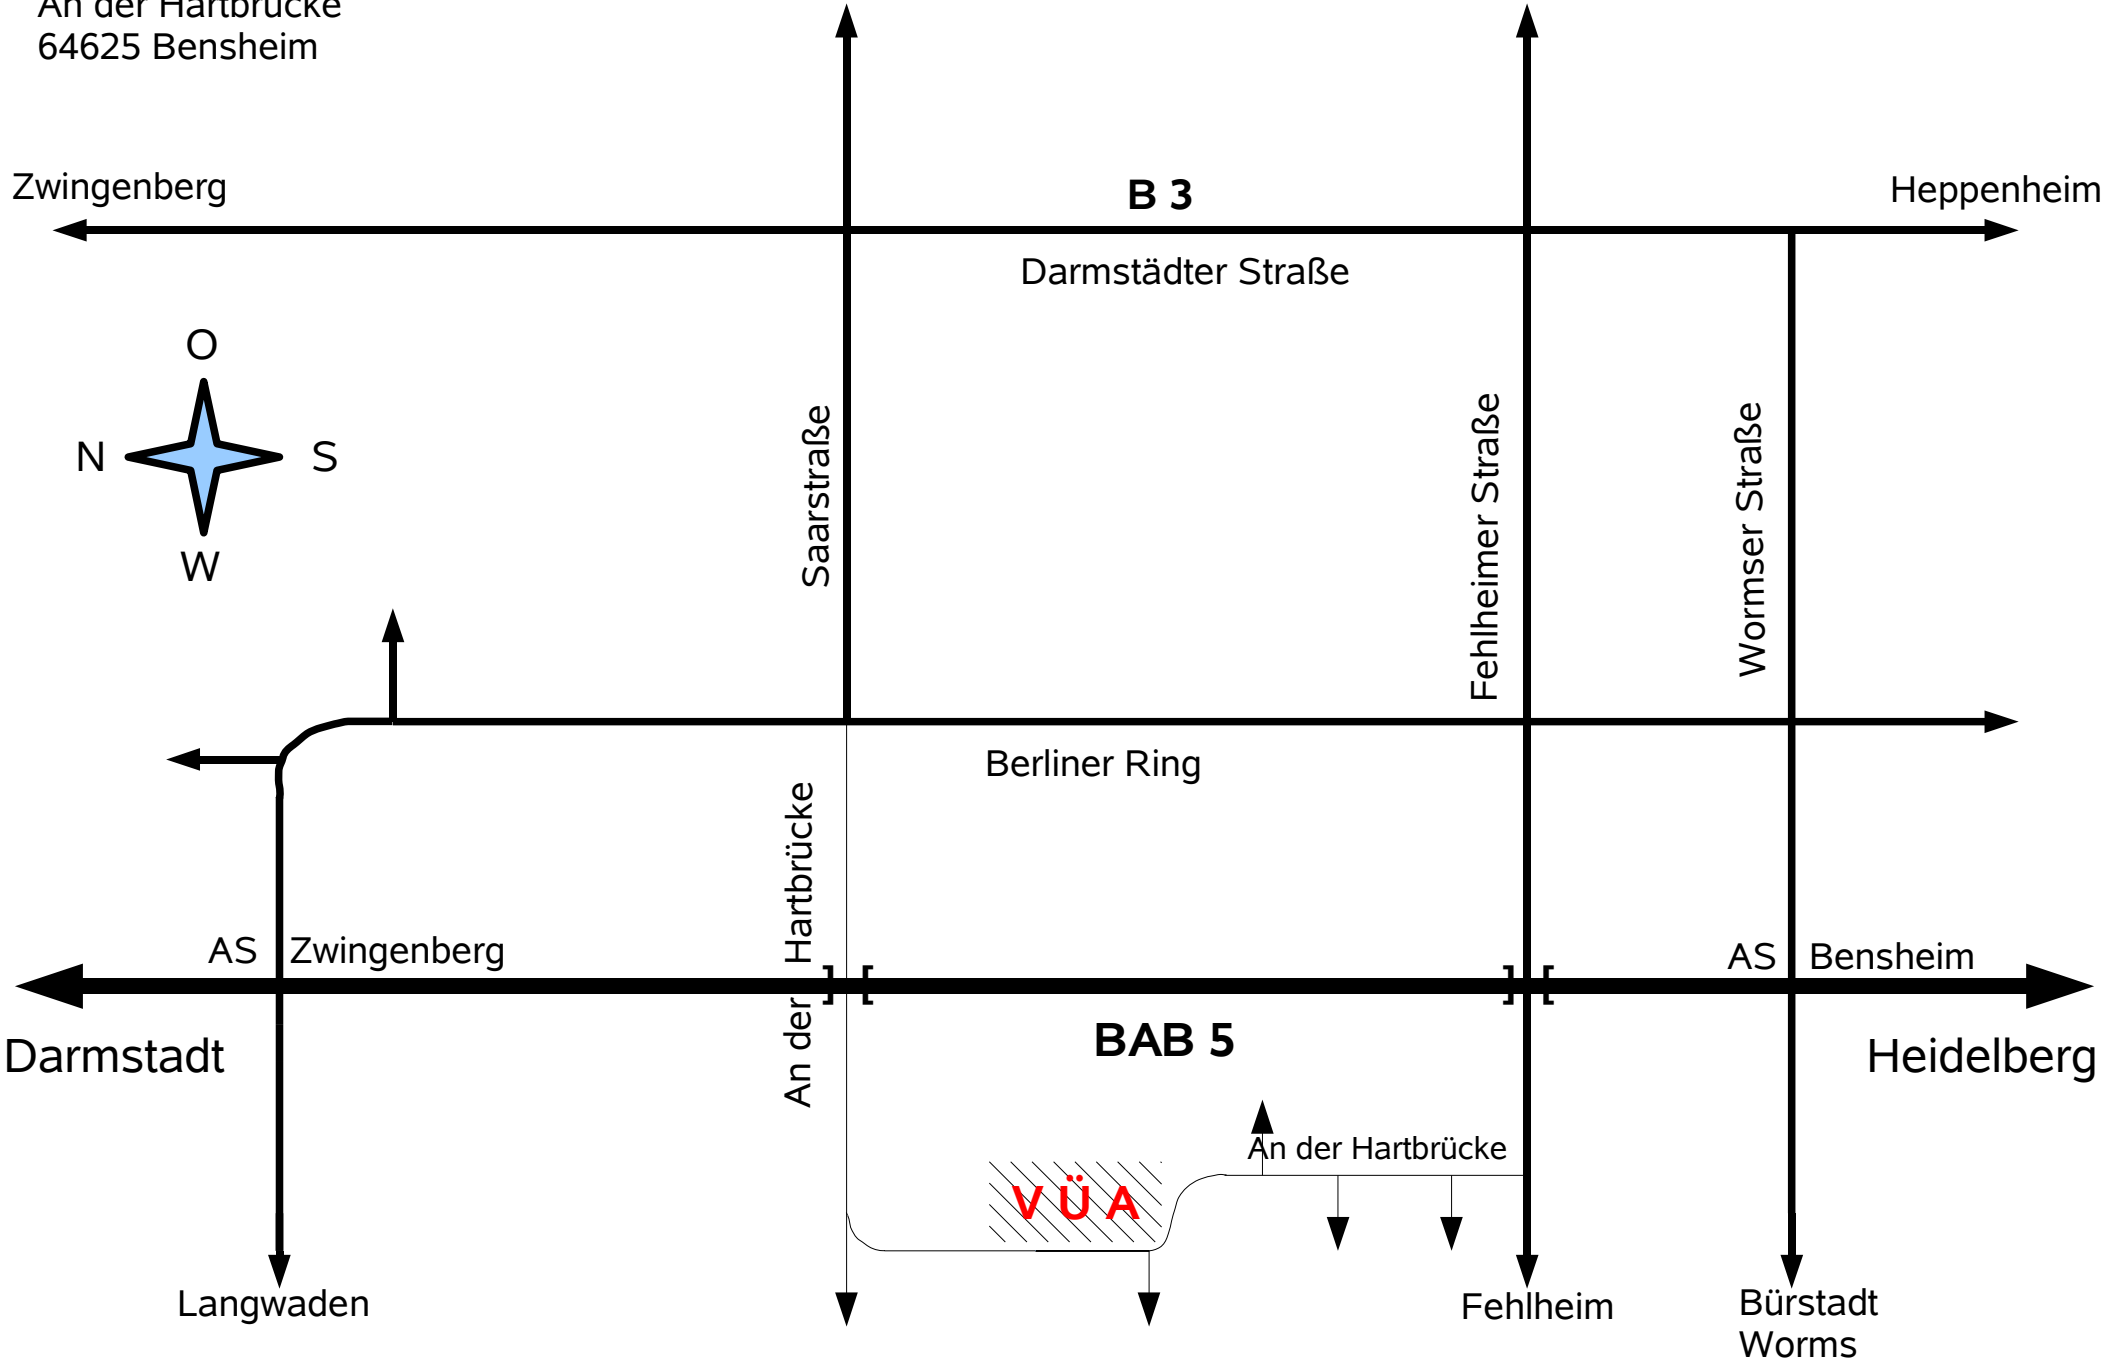 An der Hartbrücke
64625 Bensheim
Zwingenberg
B 3
Heppenheim
Darmstädter Straße
O
N
S
W
Saarstraße
Fehlheimer Straße
Wormser Straße
Berliner Ring
An der Hartbrücke
AS Zwingenberg
AS Bensheim
] [
] [
Darmstadt
BAB 5
Heidelberg
An der Hartbrücke
V Ü A
Langwaden
Fehlheim
Bürstadt
Worms